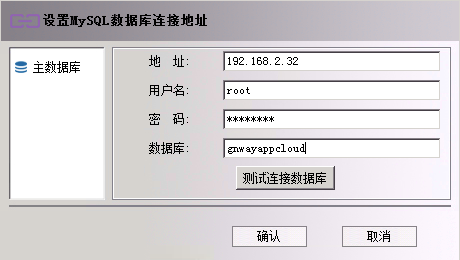 设置MySQL数据库连接地址
主数据库
地 址: 192.168.2.32
用户名: root
密 码: ********
数据库: gnwayappcloud
测试连接数据库
确认 取消